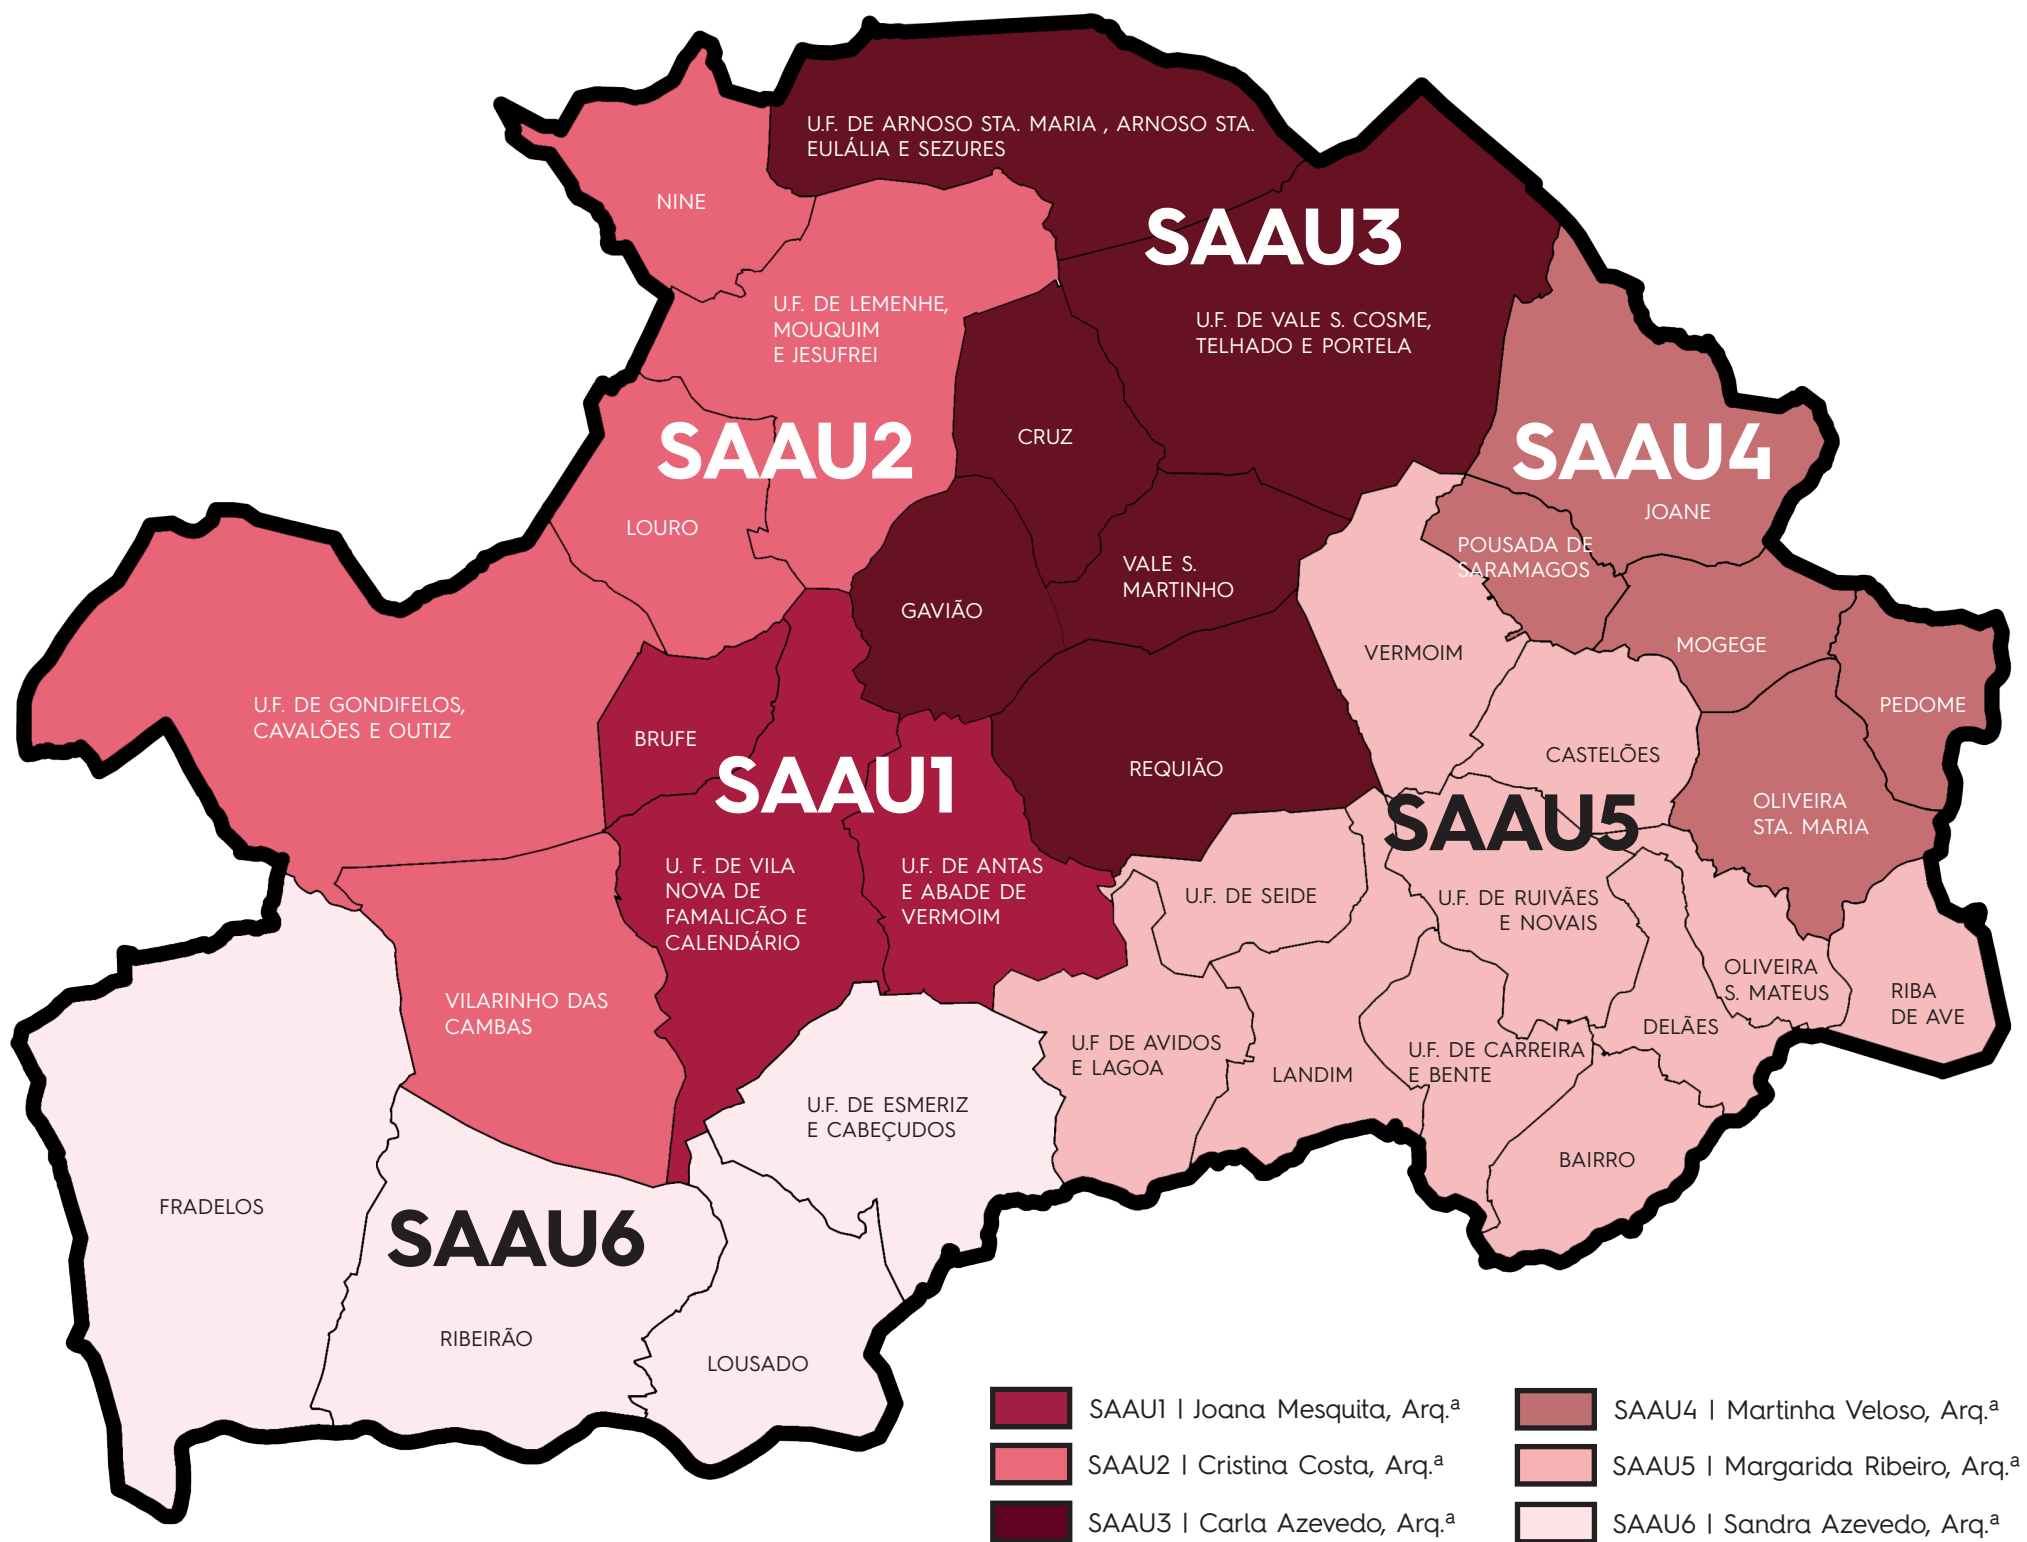 U.F. DE ARNOSO STA. MARIA , ARNOSO STA.
EULÁLIA E SEZURES
NINE
SAAU3
U.F. DE LEMENHE,
MOUQUIM
E JESUFREI
U.F. DE VALE S. COSME,
TELHADO E PORTELA
CRUZ
SAAU2
SAAU4
JOANE
LOURO
POUSADA DE
SARAMAGOS
VALE S.
MARTINHO
GAVIÃO
VERMOIM
MOGEGE
PEDOME
U.F. DE GONDIFELOS,
CAVALÕES E OUTIZ
BRUFE
SAAU1
REQUIÃO
CASTELÕES
OLIVEIRA
STA. MARIA
SAAU5
U. F. DE VILA
NOVA DE
FAMALICÃO E
CALENDÁRIO
U.F. DE ANTAS
E ABADE DE
VERMOIM
U.F. DE SEIDE
U.F. DE RUIVÃES
E NOVAIS
OLIVEIRA
S. MATEUS
RIBA
DE AVE
VILARINHO DAS
CAMBAS
DELÃES
U.F DE AVIDOS
E LAGOA
LANDIM
U.F. DE CARREIRA
E BENTE
U.F. DE ESMERIZ
E CABEÇUDOS
BAIRRO
FRADELOS
SAAU6
RIBEIRÃO
LOUSADO
SAAU1 | Joana Mesquita, Arq.ª
SAAU2 | Cristina Costa, Arq.ª
SAAU3 | Carla Azevedo, Arq.ª
SAAU4 | Martinha Veloso, Arq.ª
SAAU5 | Margarida Ribeiro, Arq.ª
SAAU6 | Sandra Azevedo, Arq.ª